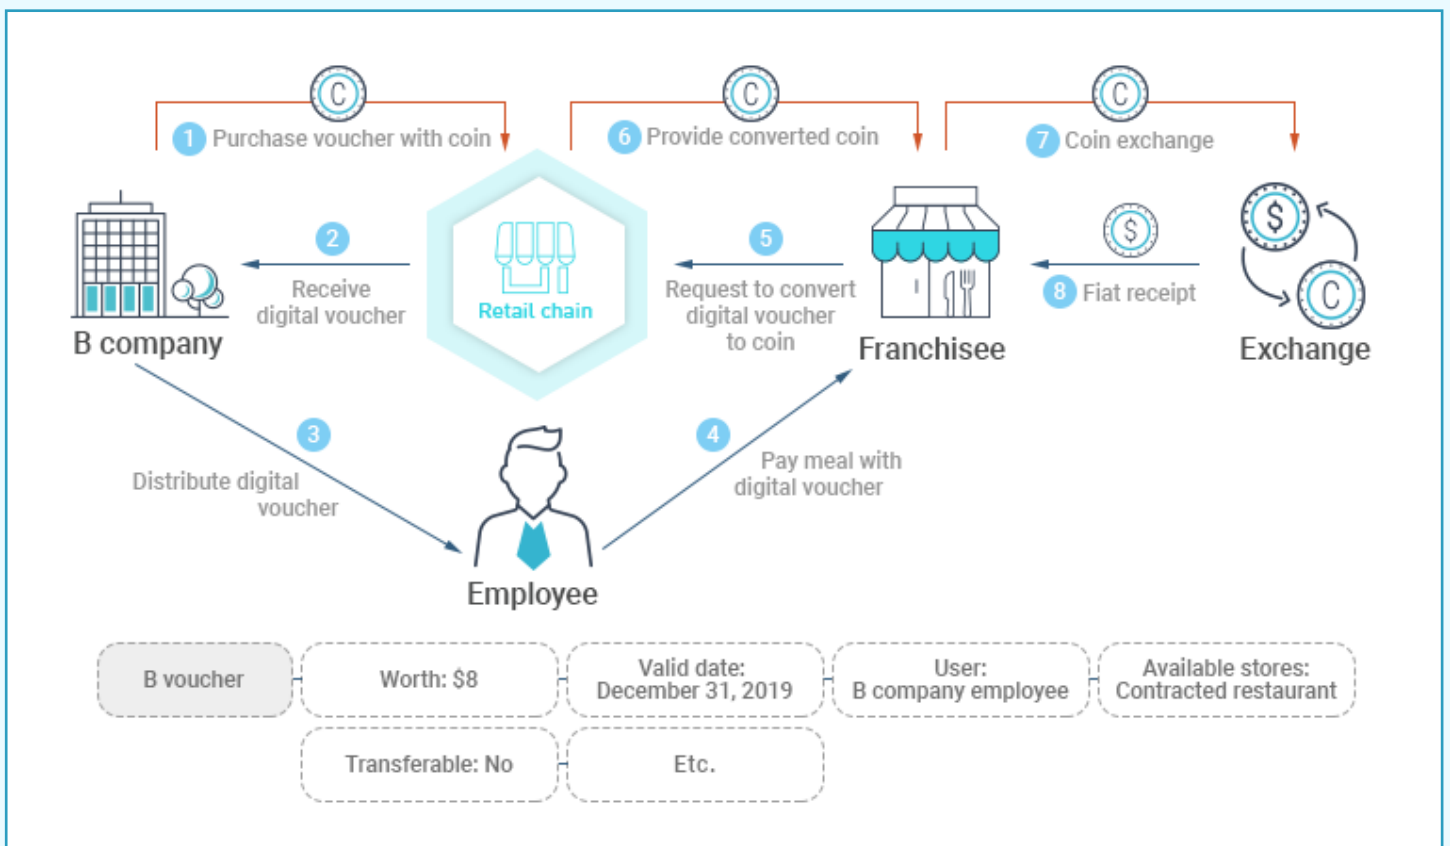 C
C
C
1 Purchase voucher with coin
6 Provide converted coin
7 Coin exchange
2
Receive
digital voucher
Retail chain
5
Request to convert
digital voucher
to coin
$
8 Fiat receipt
$
C
B company
Franchisee
Exchange
3
Distribute digital
voucher
4
Pay meal with
digital voucher
Employee
B voucher
Worth: $8
Valid date:
December 31, 2019
User:
B company employee
Available stores:
Contracted restaurant
Transferable: No
Etc.